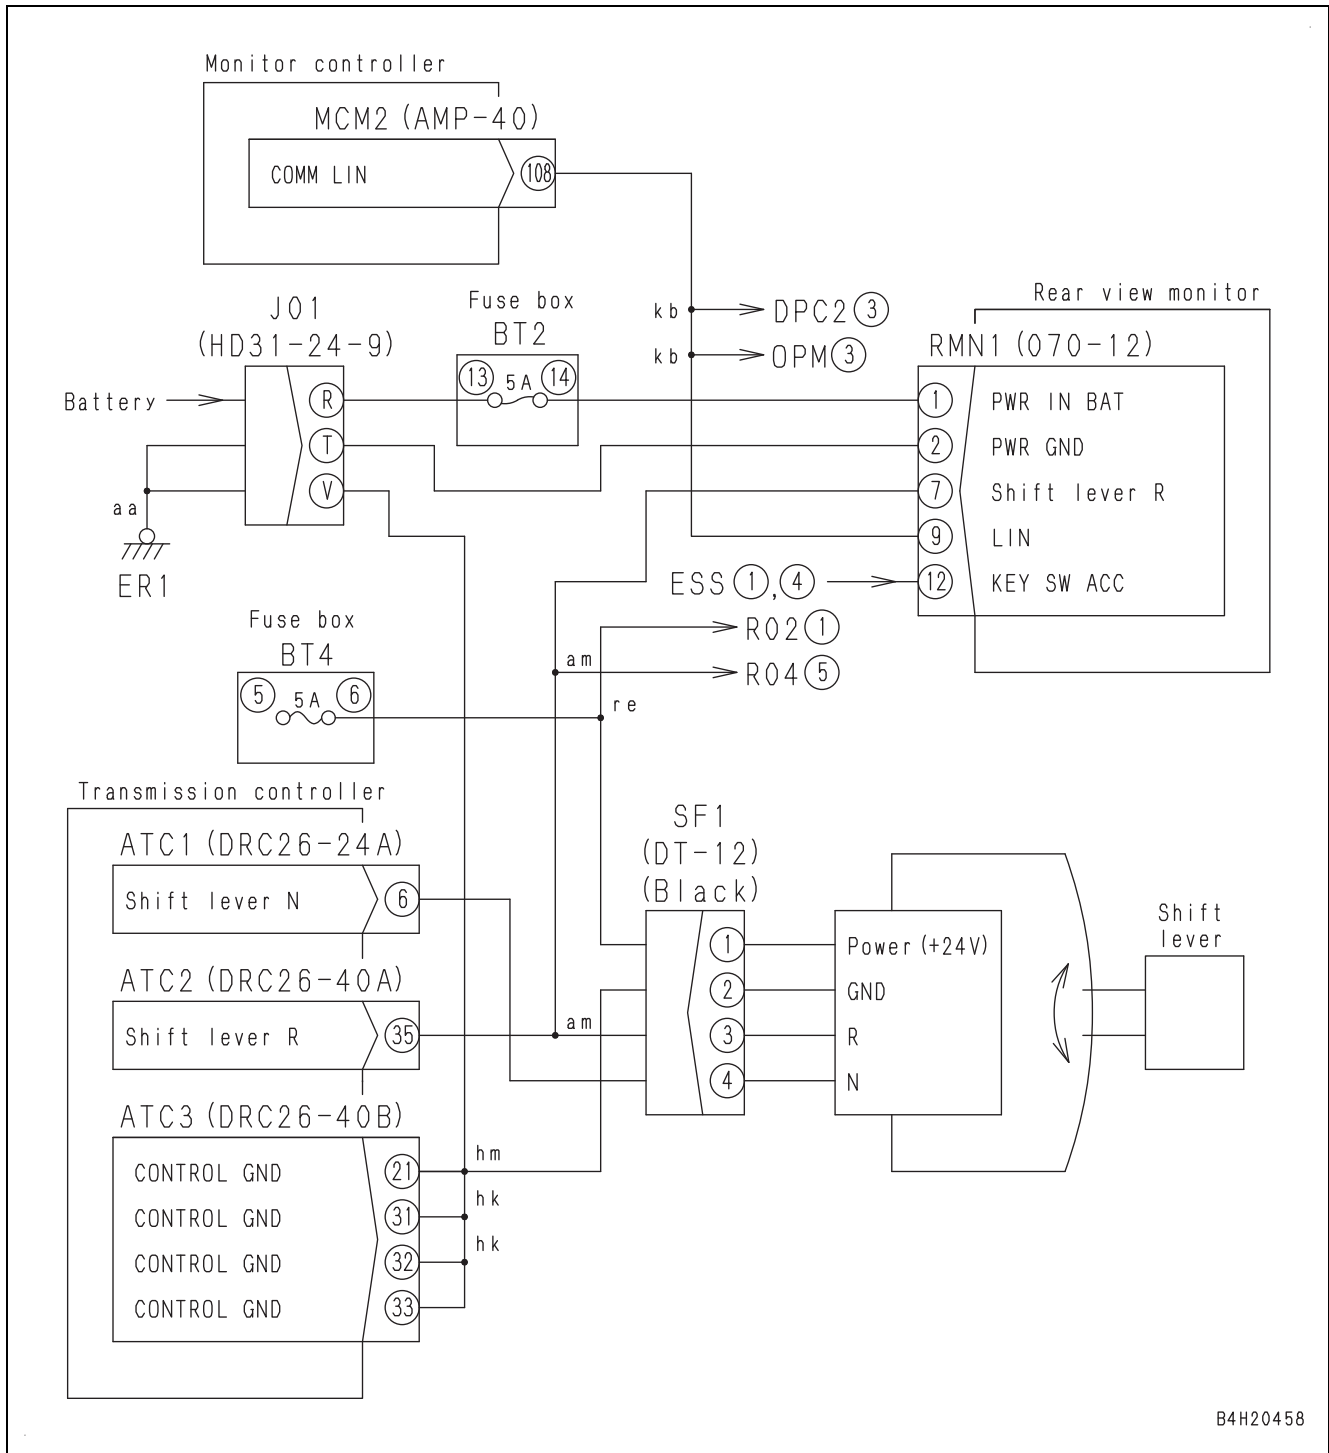 Monitor controller
MCM2 (AMP-40)
COMM LIN
108
J01
(HD31-24-9)
Battery
R
T
V
aa
ER1
Fuse box
BT2
13
5A
14
kb
DPC2 3
kb
OPM 3
Rear view monitor
RMN1 (070-12)
1 PWR IN BAT
2 PWR GND
7 Shift lever R
9 LIN
12 KEY SW ACC
ESS 1,4
R02 1
am
R04 5
re
Fuse box
BT4
5
5A
6
Transmission controller
ATC1 (DRC26-24A)
Shift lever N 6
ATC2 (DRC26-40A)
Shift lever R 35
am
ATC3 (DRC26-40B)
CONTROL GND 21
hm
CONTROL GND 31
hk
CONTROL GND 32
hk
CONTROL GND 33
SF1
(DT-12)
(Black)
1 Power (+24V)
2 GND
3 R
4 N
Shift
lever
B4H20458